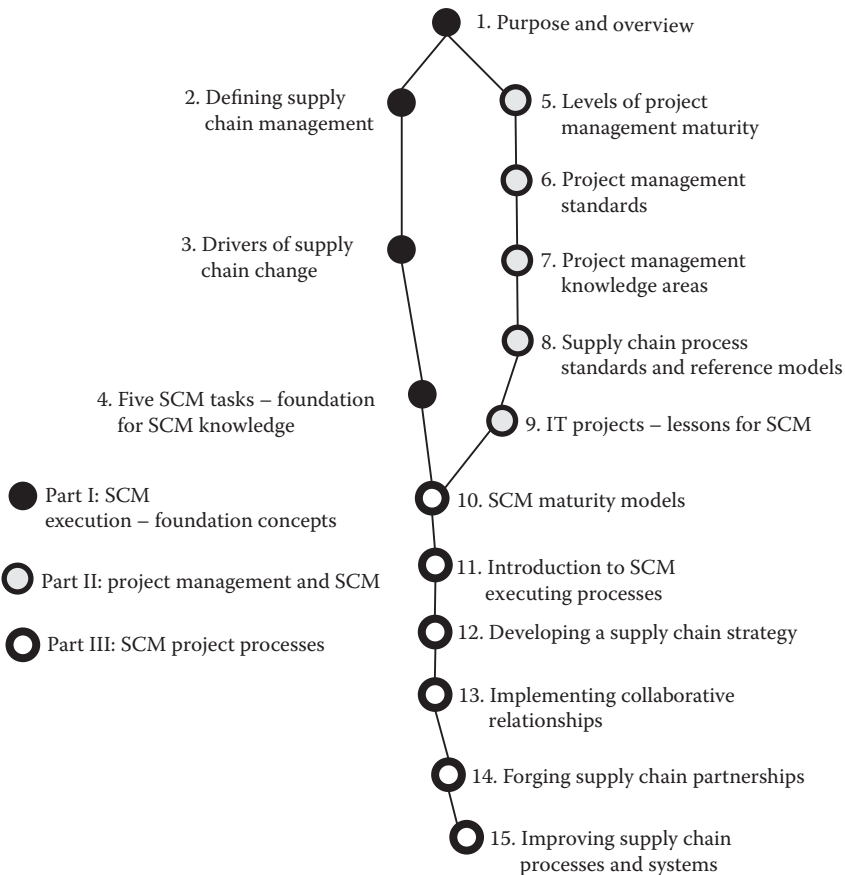 1. Purpose and overview
2. Defining supply
chain management
5. Levels of project
management maturity
6. Project management
standards
3. Drivers of supply
chain change
7. Project management
knowledge areas
8. Supply chain process
standards and reference models
4. Five SCM tasks – foundation
for SCM knowledge
9. IT projects – lessons for SCM
10. SCM maturity models
Part I: SCM
execution – foundation concepts
11. Introduction to SCM
executing processes
Part II: project management and SCM
12. Developing a supply chain strategy
Part III: SCM project processes
13. Implementing collaborative
relationships
14. Forging supply chain partnerships
15. Improving supply chain
processes and systems